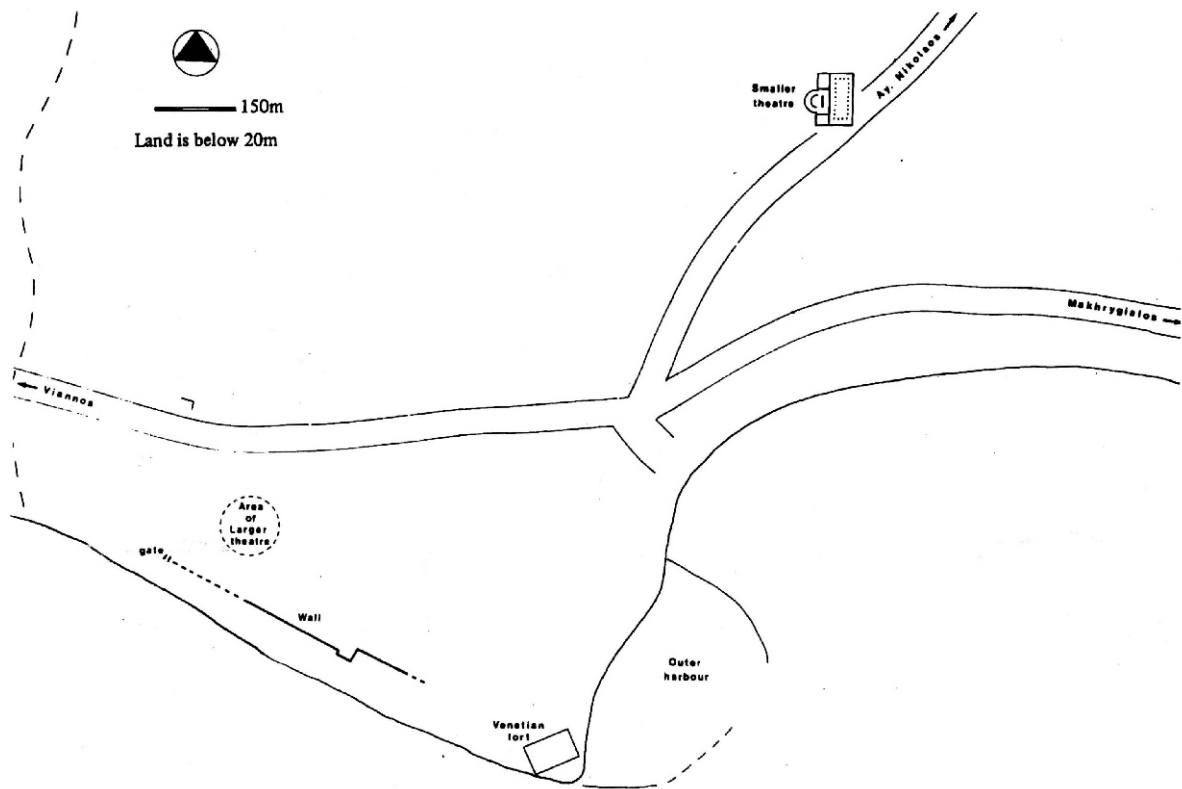 150m
Land is below 20m
Smaller
theatre
Ay. Nikolaos
Makhrygialos
Viannos
Area
of
Larger
theatre
gate
Wall
Outer
harbour
Venetian
fort